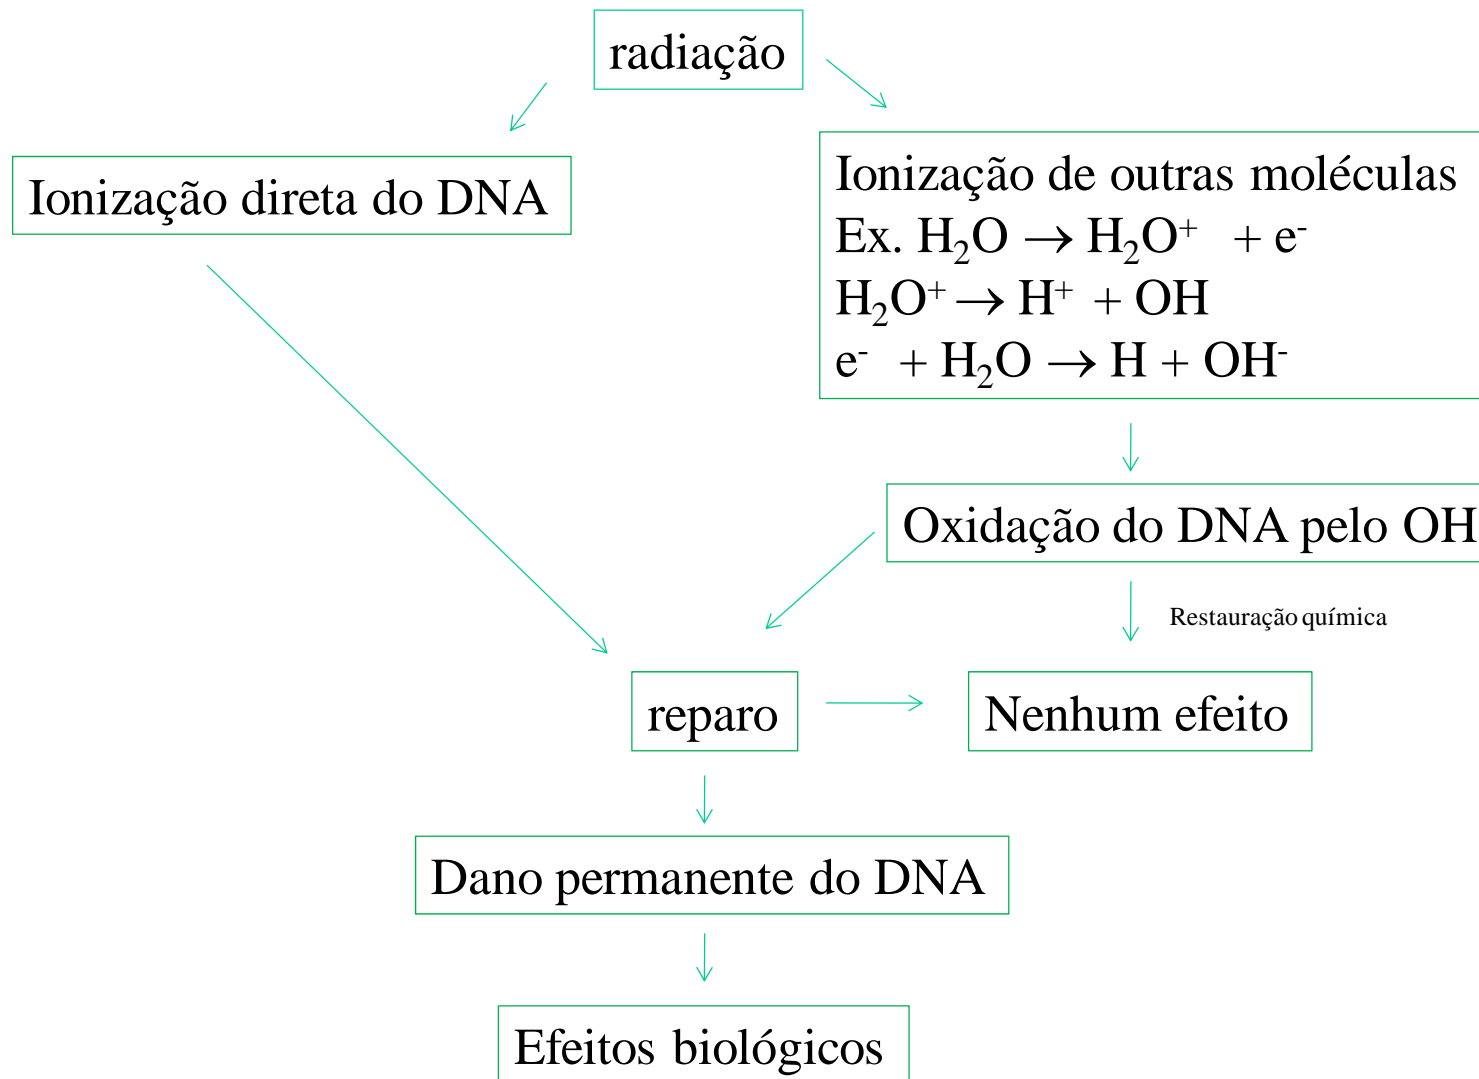 radiação
Ionização direta do DNA
Ionização de outras moléculas
Ex. H₂O → H₂O⁺ + e⁻
H₂O⁺ → H⁺ + OH
e⁻ + H₂O → H + OH⁻
Oxidação do DNA pelo OH
Restauração química
reparo
Nenhum efeito
Dano permanente do DNA
Efeitos biológicos